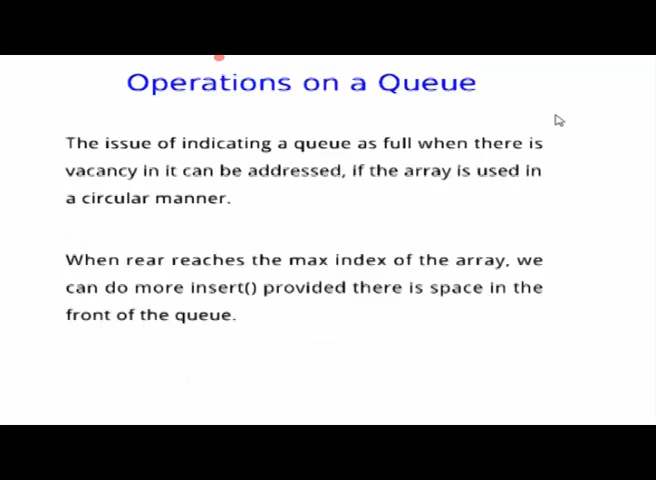 Operations on a Queue
The issue of indicating a queue as full when there is
vacancy in it can be addressed, if the array is used in
a circular manner.
When rear reaches the max index of the array, we
can do more insert() provided there is space in the
front of the queue.